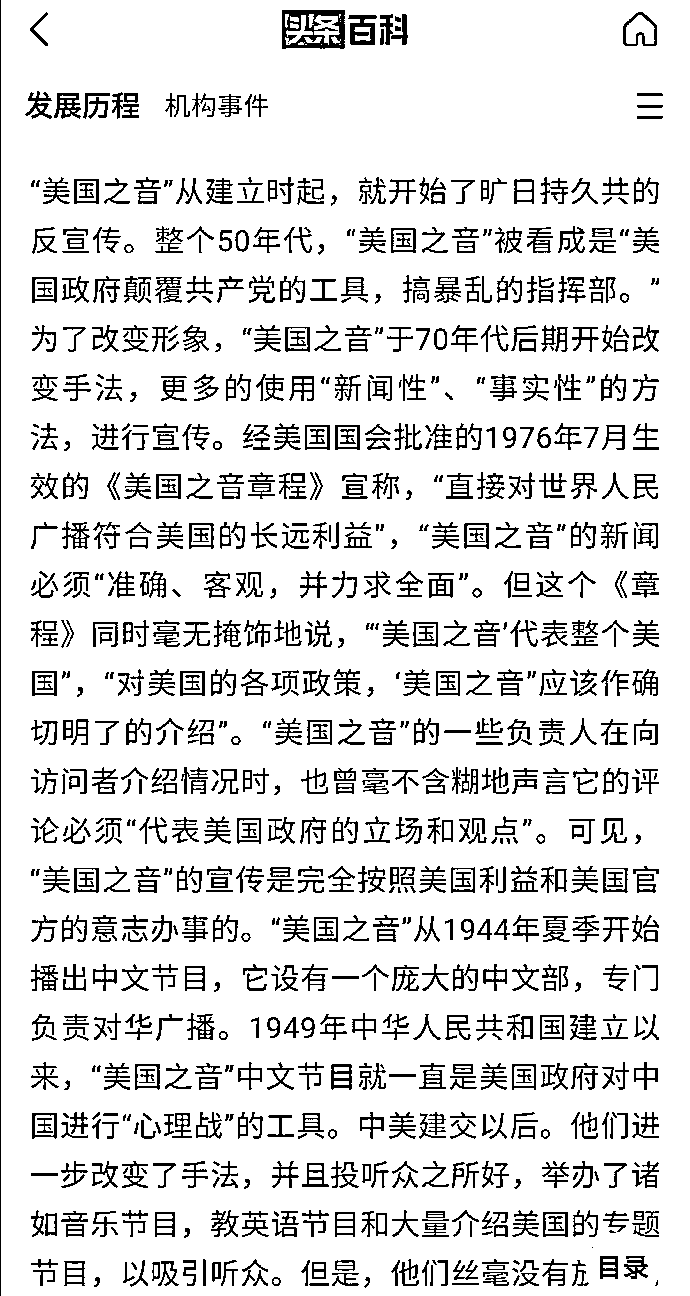 头条百科
发展历程 机构事件
“美国之音”从建立时起，就开始了旷日持久共的
反宣传。整个50年代，“美国之音”被看成是“美
国政府颠覆共产党的工具，搞暴乱的指挥部。”
为了改变形象，“美国之音”于70年代后期开始改
变手法，更多的使用“新闻性”、“事实性”的方
法，进行宣传。经美国国会批准的1976年7月生
效的《美国之音章程》宣称，“直接对世界人民
广播符合美国的长远利益”，“美国之音”的新闻
必须“准确、客观，并力求全面”。但这个《章
程》同时毫无掩饰地说，“‘美国之音’代表整个美
国”，“对美国的各项政策，‘美国之音”应该作确
切明了的介绍”。“美国之音”的一些负责人在向
访问者介绍情况时，也曾毫不含糊地声言它的评
论必须“代表美国政府的立场和观点”。可见，
“美国之音”的宣传是完全按照美国利益和美国官
方的意志办事的。“美国之音”从1944年夏季开始
播出中文节目，它设有一个庞大的中文部，专门
负责对华广播。1949年中华人民共和国建立以
来，“美国之音”中文节目就一直是美国政府对中
国进行“心理战”的工具。中美建交以后。他们进
一步改变了手法，并且投听众之所好，举办了诸
如音乐节目，教英语节目和大量介绍美国的专题
节目，以吸引听众。但是，他们丝毫没有
目录